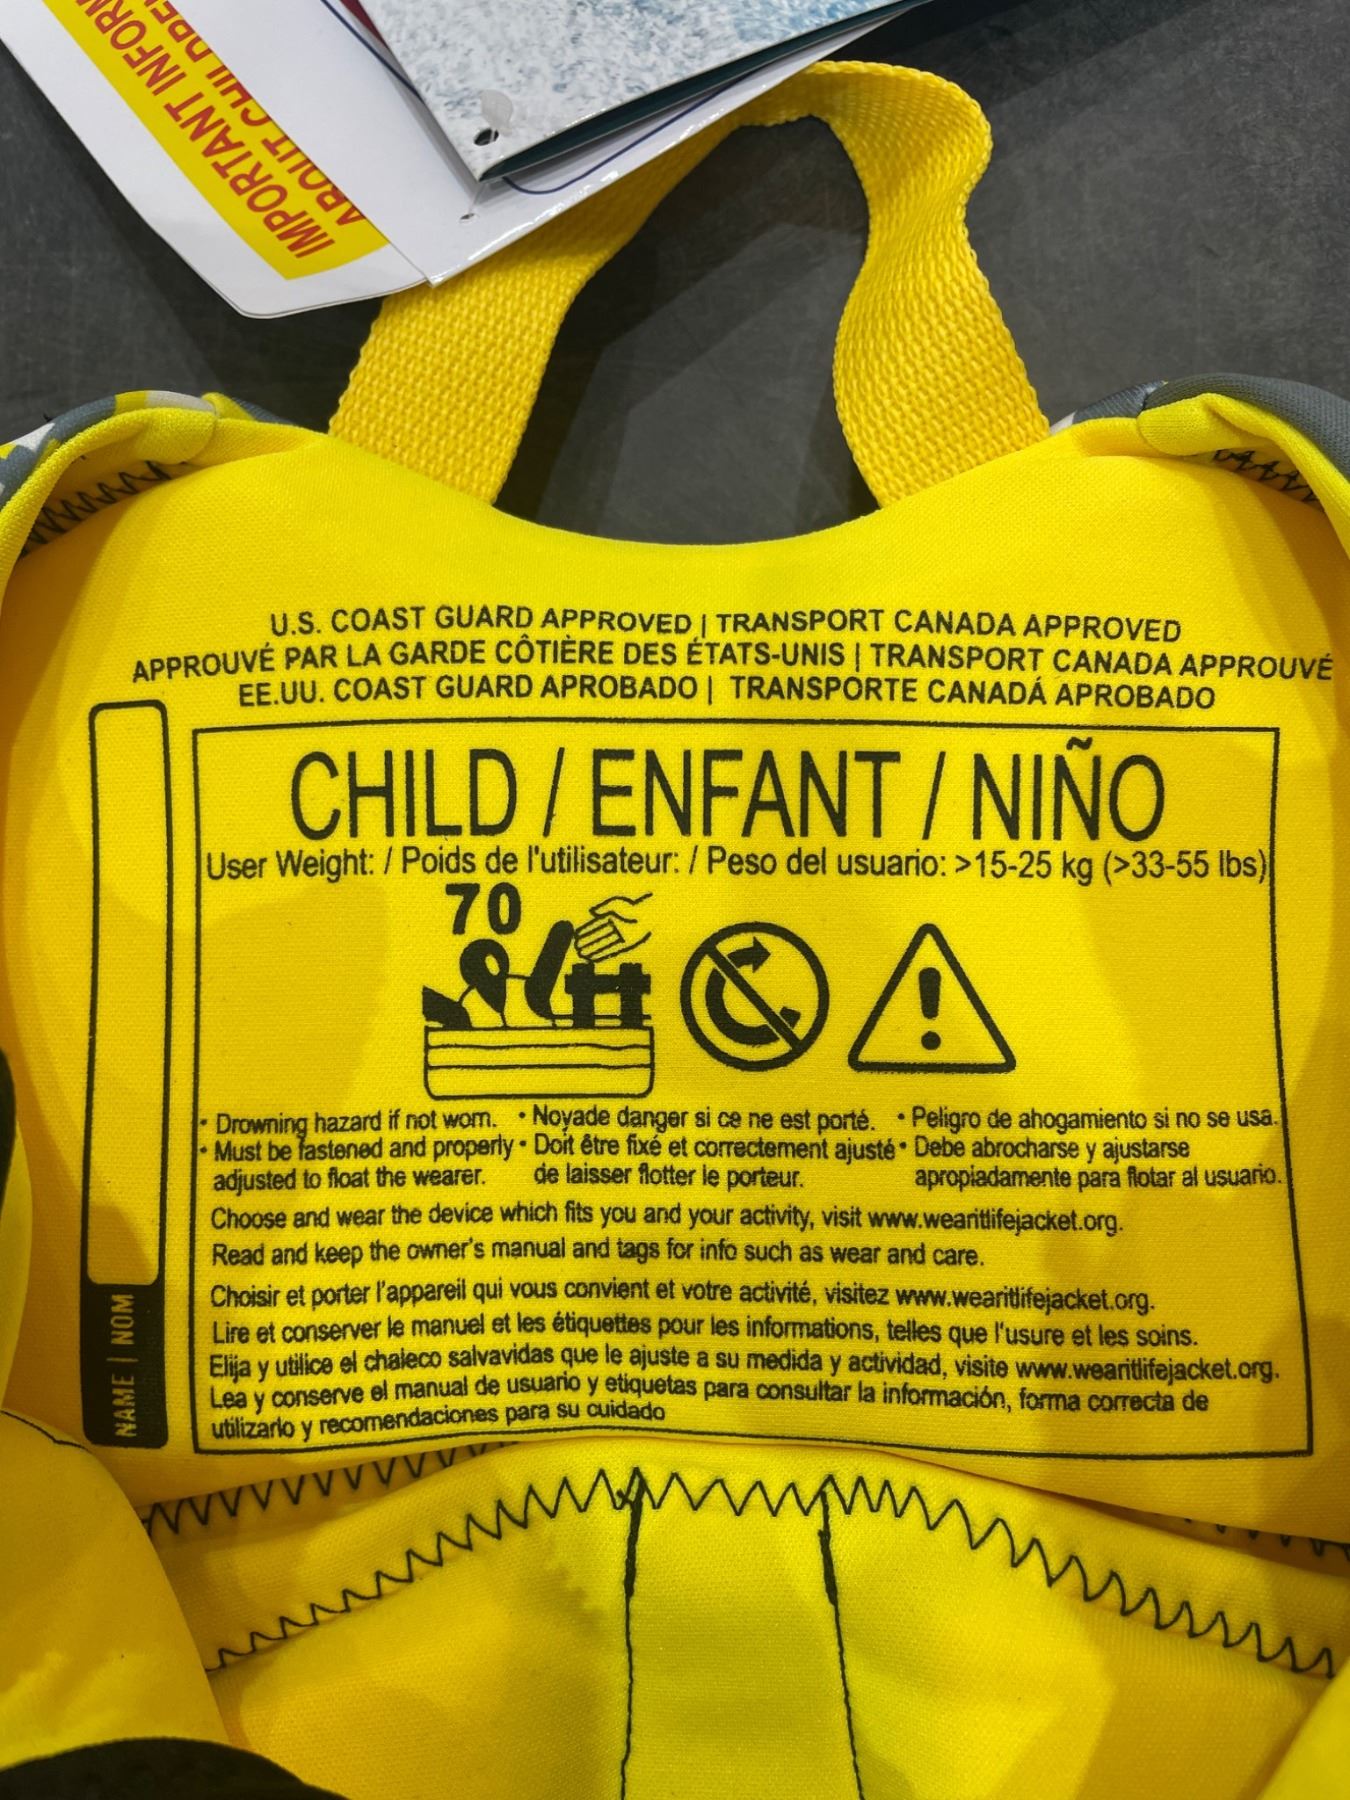 IMPORTANT INFOR
ABOUT CHILDRE
U.S. COAST GUARD APPROVED | TRANSPORT CANADA APPROVED
APPROUVÉ PAR LA GARDE CÔTIÈRE DES ÉTATS-UNIS | TRANSPORT CANADA APPROUVÉ
EE.UU. COAST GUARD APROBADO | TRANSPORTE CANADÁ APROBADO
CHILD / ENFANT / NIÑO
User Weight: / Poids de l'utilisateur: / Peso del usuario: >15-25 kg (>33-55 lbs)
70
• Drowning hazard if not worn.
• Must be fastened and properly
adjusted to float the wearer.
• Noyade danger si ce ne est porté.
• Doit être fixé et correctement ajusté
de laisser flotter le porteur.
• Peligro de ahogamiento si no se usa.
• Debe abrocharse y ajustarse
apropiadamente para flotar al usuario.
Choose and wear the device which fits you and your activity, visit www.wearitlifejacket.org.
Read and keep the owner's manual and tags for info such as wear and care.
Choisir et porter l'appareil qui vous convient et votre activité, visitez www.wearitlifejacket.org.
Lire et conserver le manuel et les étiquettes pour les informations, telles que l'usure et les soins.
Elija y utilice el chaleco salvavidas que le ajuste a su medida y actividad, visite www.wearitlifejacket.org.
Lea y conserve el manual de usuario y etiquetas para consultar la información, forma correcta de
utilizarlo y recomendaciones para su cuidado
NAME | NOM